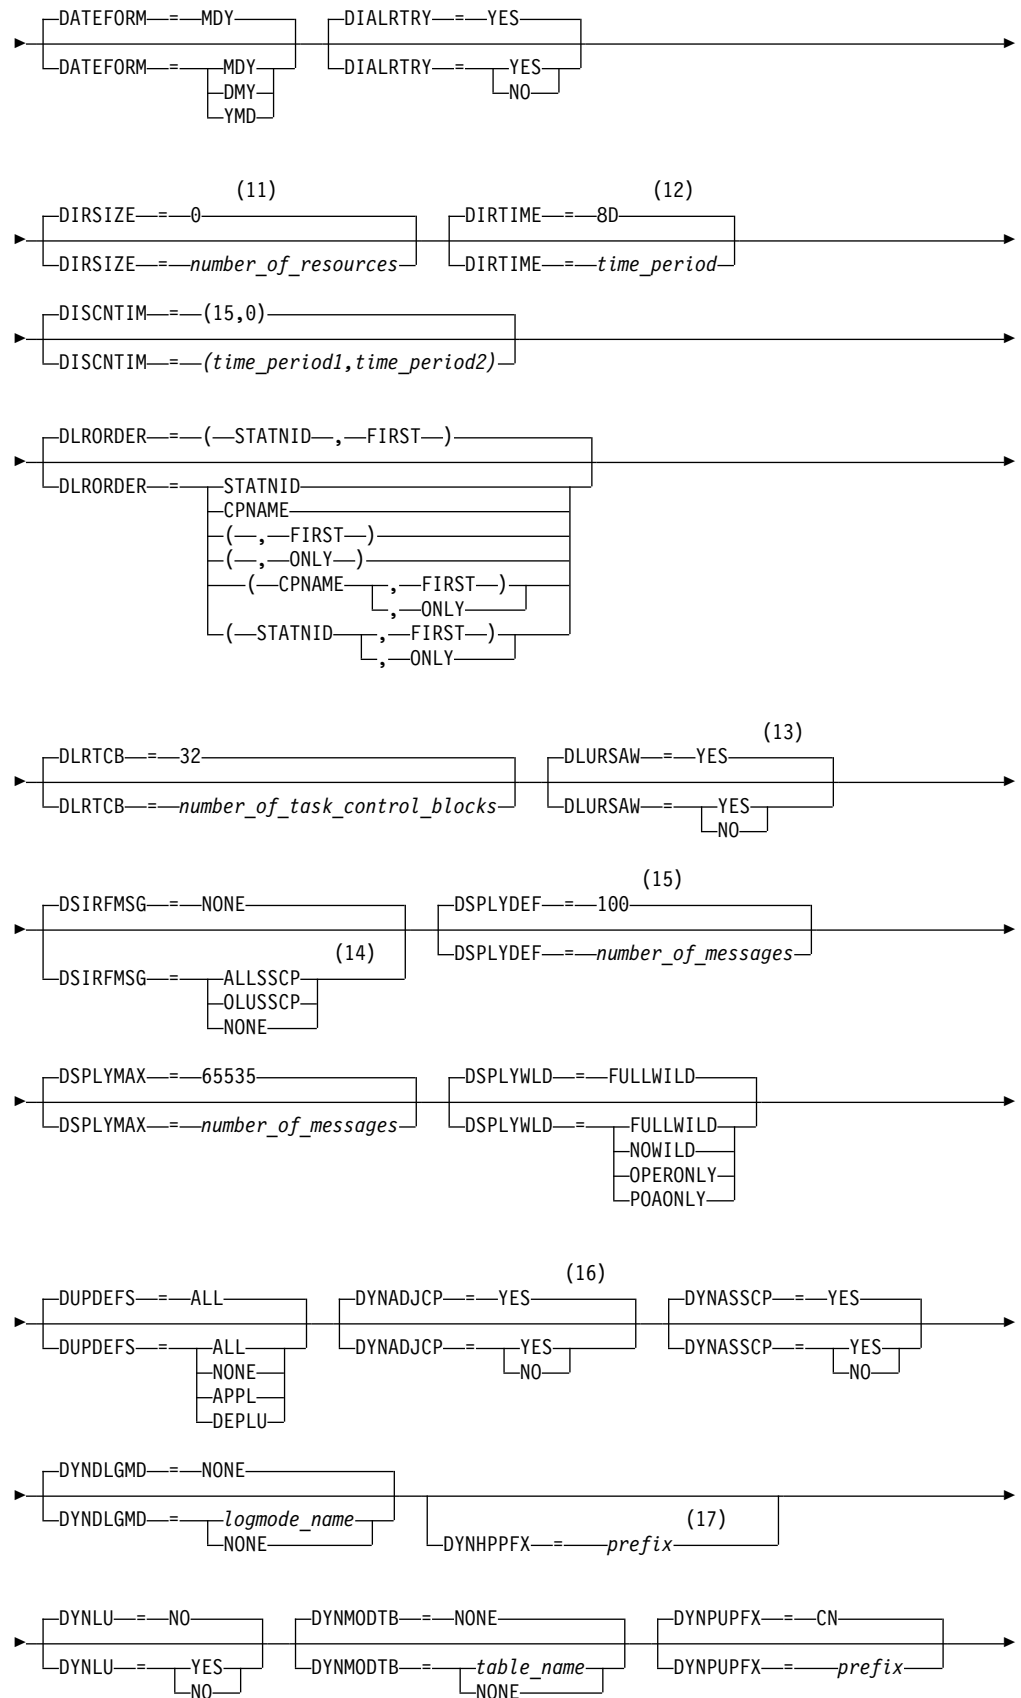 DATEFORM = MDY DIALRTRY = YES
DATEFORM = MDY DIALRTRY = YES
DMY NO
YMD
(11) (12)
DIRSIZE = 0 DIRTIME = 8D
DIRSIZE = number_of_resources DIRTIME = time_period
DISCNTIM = (15,0)
DISCNTIM = (time_period1,time_period2)
DLRORDER = ( STATNID , FIRST )
DLRORDER = STATNID
CPNAME
( , FIRST )
( , ONLY )
( CPNAME , FIRST )
, ONLY
( STATNID , FIRST )
, ONLY
(13)
DLRTCB = 32 DLURSAW = YES
DLRTCB = number_of_task_control_blocks DLURSAW = YES
NO
(15)
DSIRFMSG = NONE DSPLYDEF = 100
(14) DSPLYDEF = number_of_messages
DSIRFMSG = ALLSSCP
OLUSSCP
NONE
DSPLYMAX = 65535 DSPLYWLD = FULLWILD
DSPLYMAX = number_of_messages DSPLYWLD = FULLWILD
NOWILD
OPERONLY
POAONLY
(16)
DUPDEFS = ALL DYNADJCP = YES DYNASSCP = YES
DUPDEFS = ALL DYNADJCP = YES DYNASSCP = YES
NONE NO NO
APPL
DEPLU
DYNDLGMD = NONE
DYNDLGMD = logmode_name (17)
NONE DYNHPPFX = prefix
DYNLU = NO DYNMODTB = NONE DYNPUPFX = CN
DYNLU = YES DYNMODTB = table_name DYNPUPFX = prefix
NO NONE